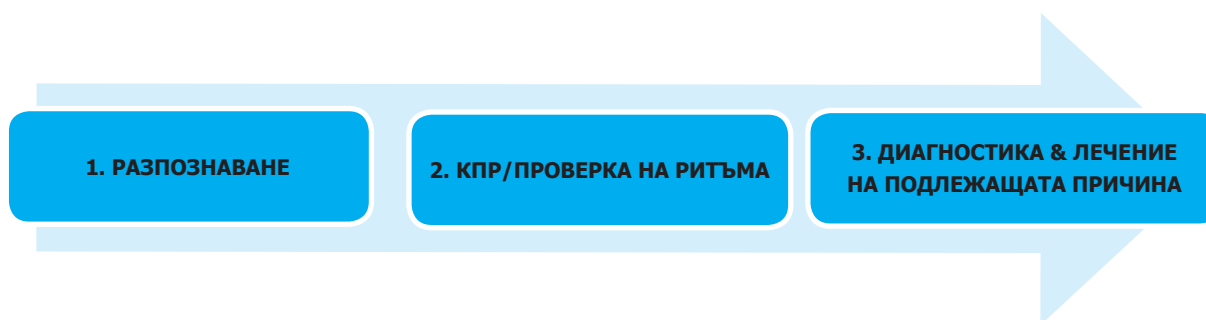 1. РАЗПОЗНАВАНЕ
2. КПР/ПРОВЕРКА НА РИТЪМА
3. ДИАГНОСТИКА & ЛЕЧЕНИЕ
НА ПОДЛЕЖАЩАТА ПРИЧИНА